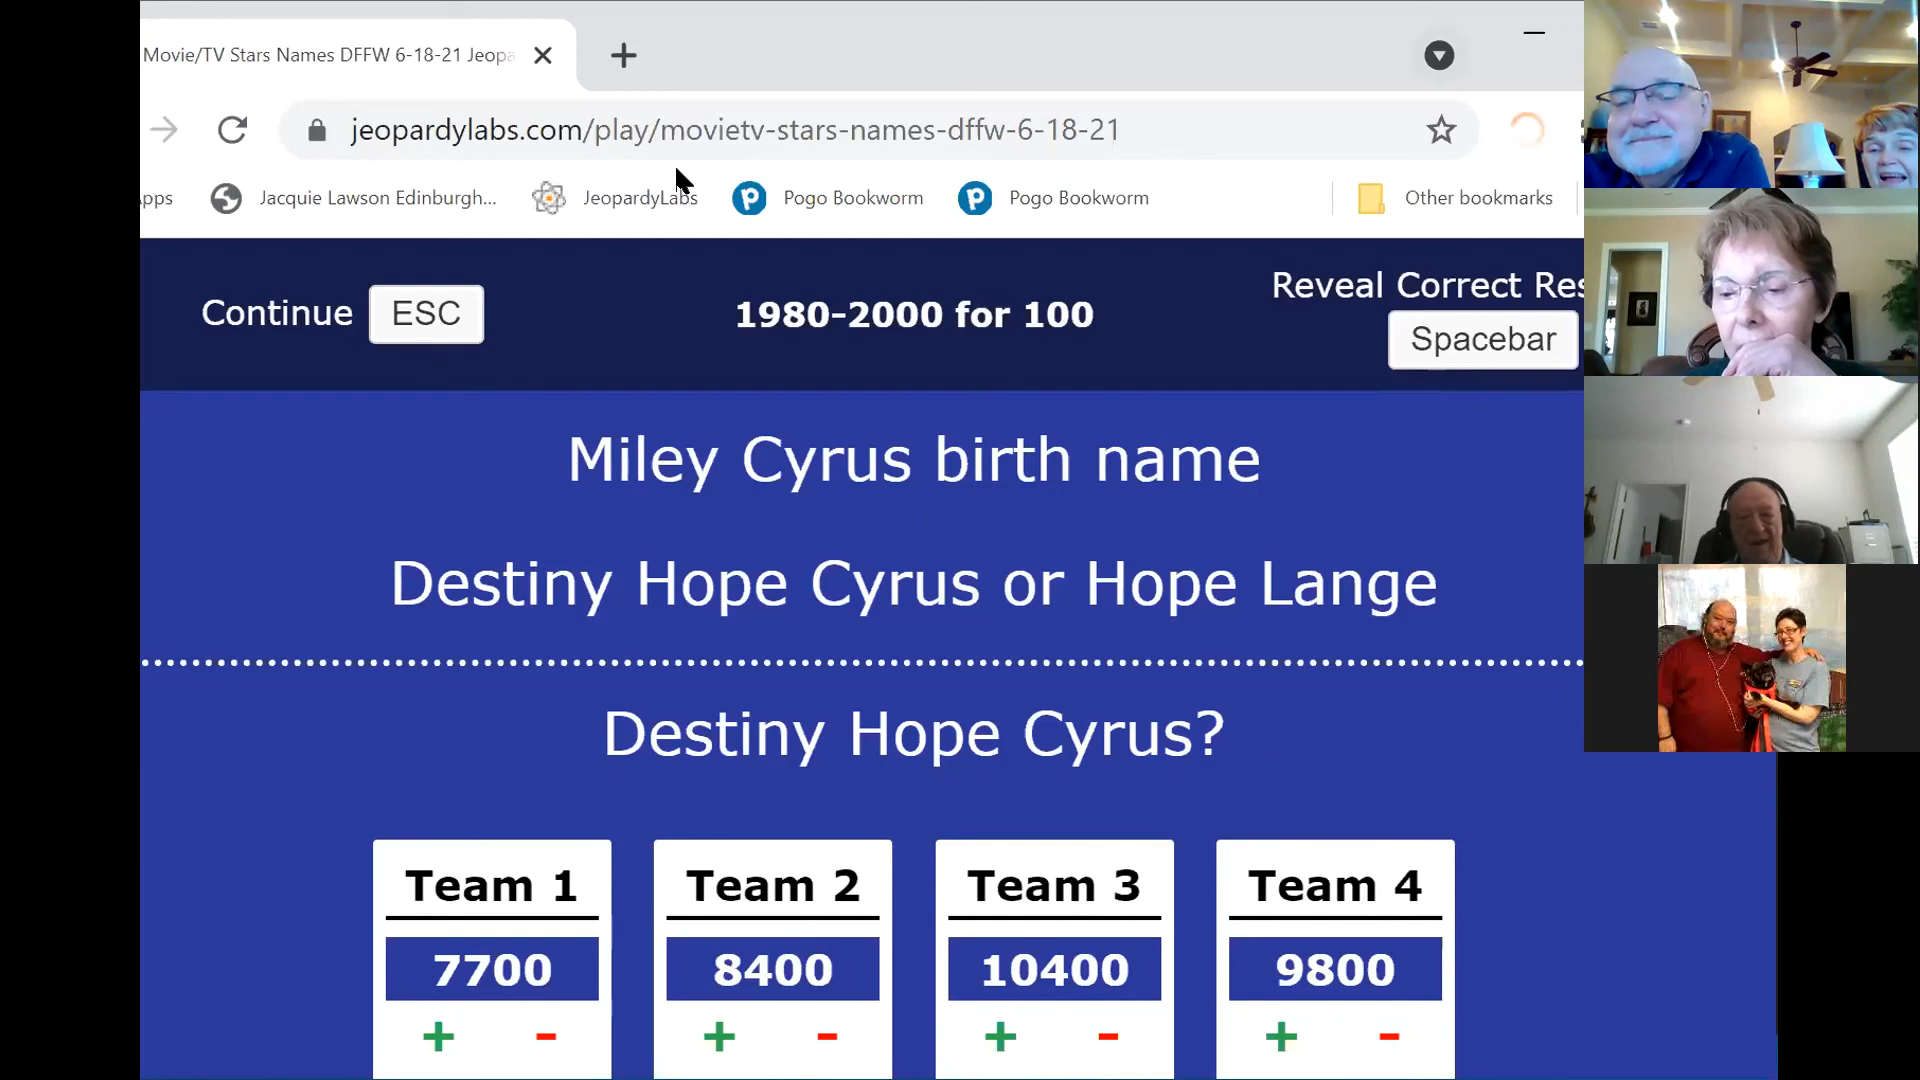 Movie/TV Stars Names DFFW 6-18-21 Jeopa
jeopardylabs.com/play/movietv-stars-names-dffw-6-18-21
pps
Jacquie Lawson Edinburgh...
JeopardyLabs
Pogo Bookworm
Pogo Bookworm
Other bookmarks
Continue ESC
1980-2000 for 100
Reveal Correct Res
Spacebar
Miley Cyrus birth name
Destiny Hope Cyrus or Hope Lange
Destiny Hope Cyrus?
Team 1 Team 2 Team 3 Team 4
7700 8400 10400 9800
+ - + - + - + -